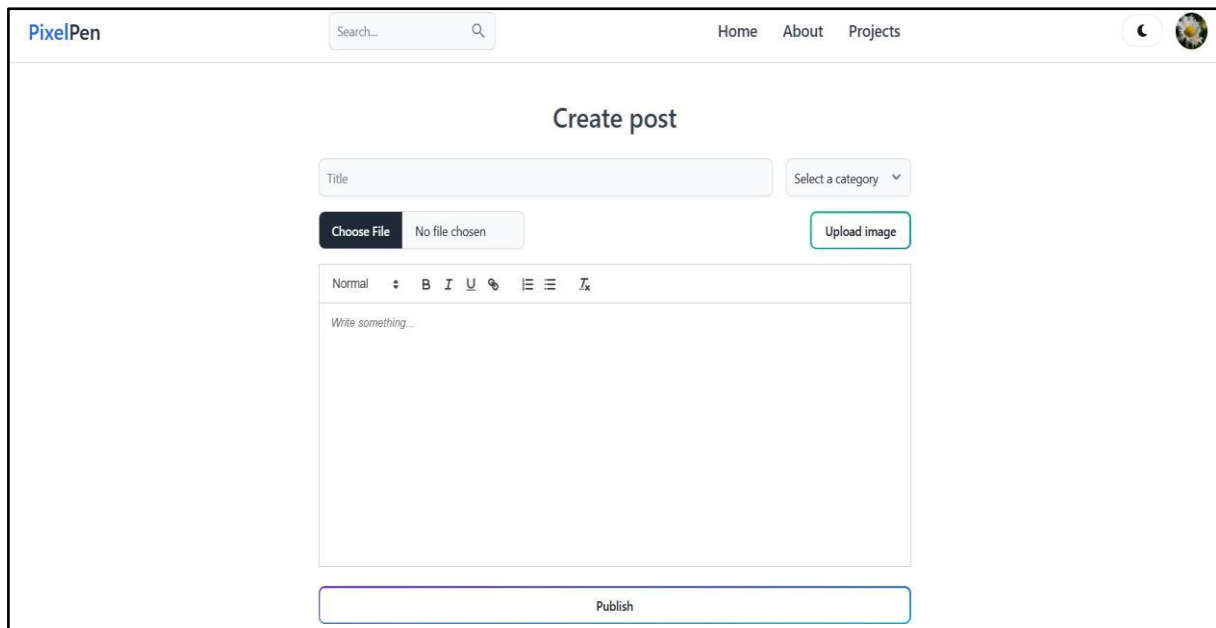 PixelPen
Search...
Home About Projects
Create post
Title
Select a category
Choose File No file chosen
Upload image
Normal B I U
Write something...
Publish